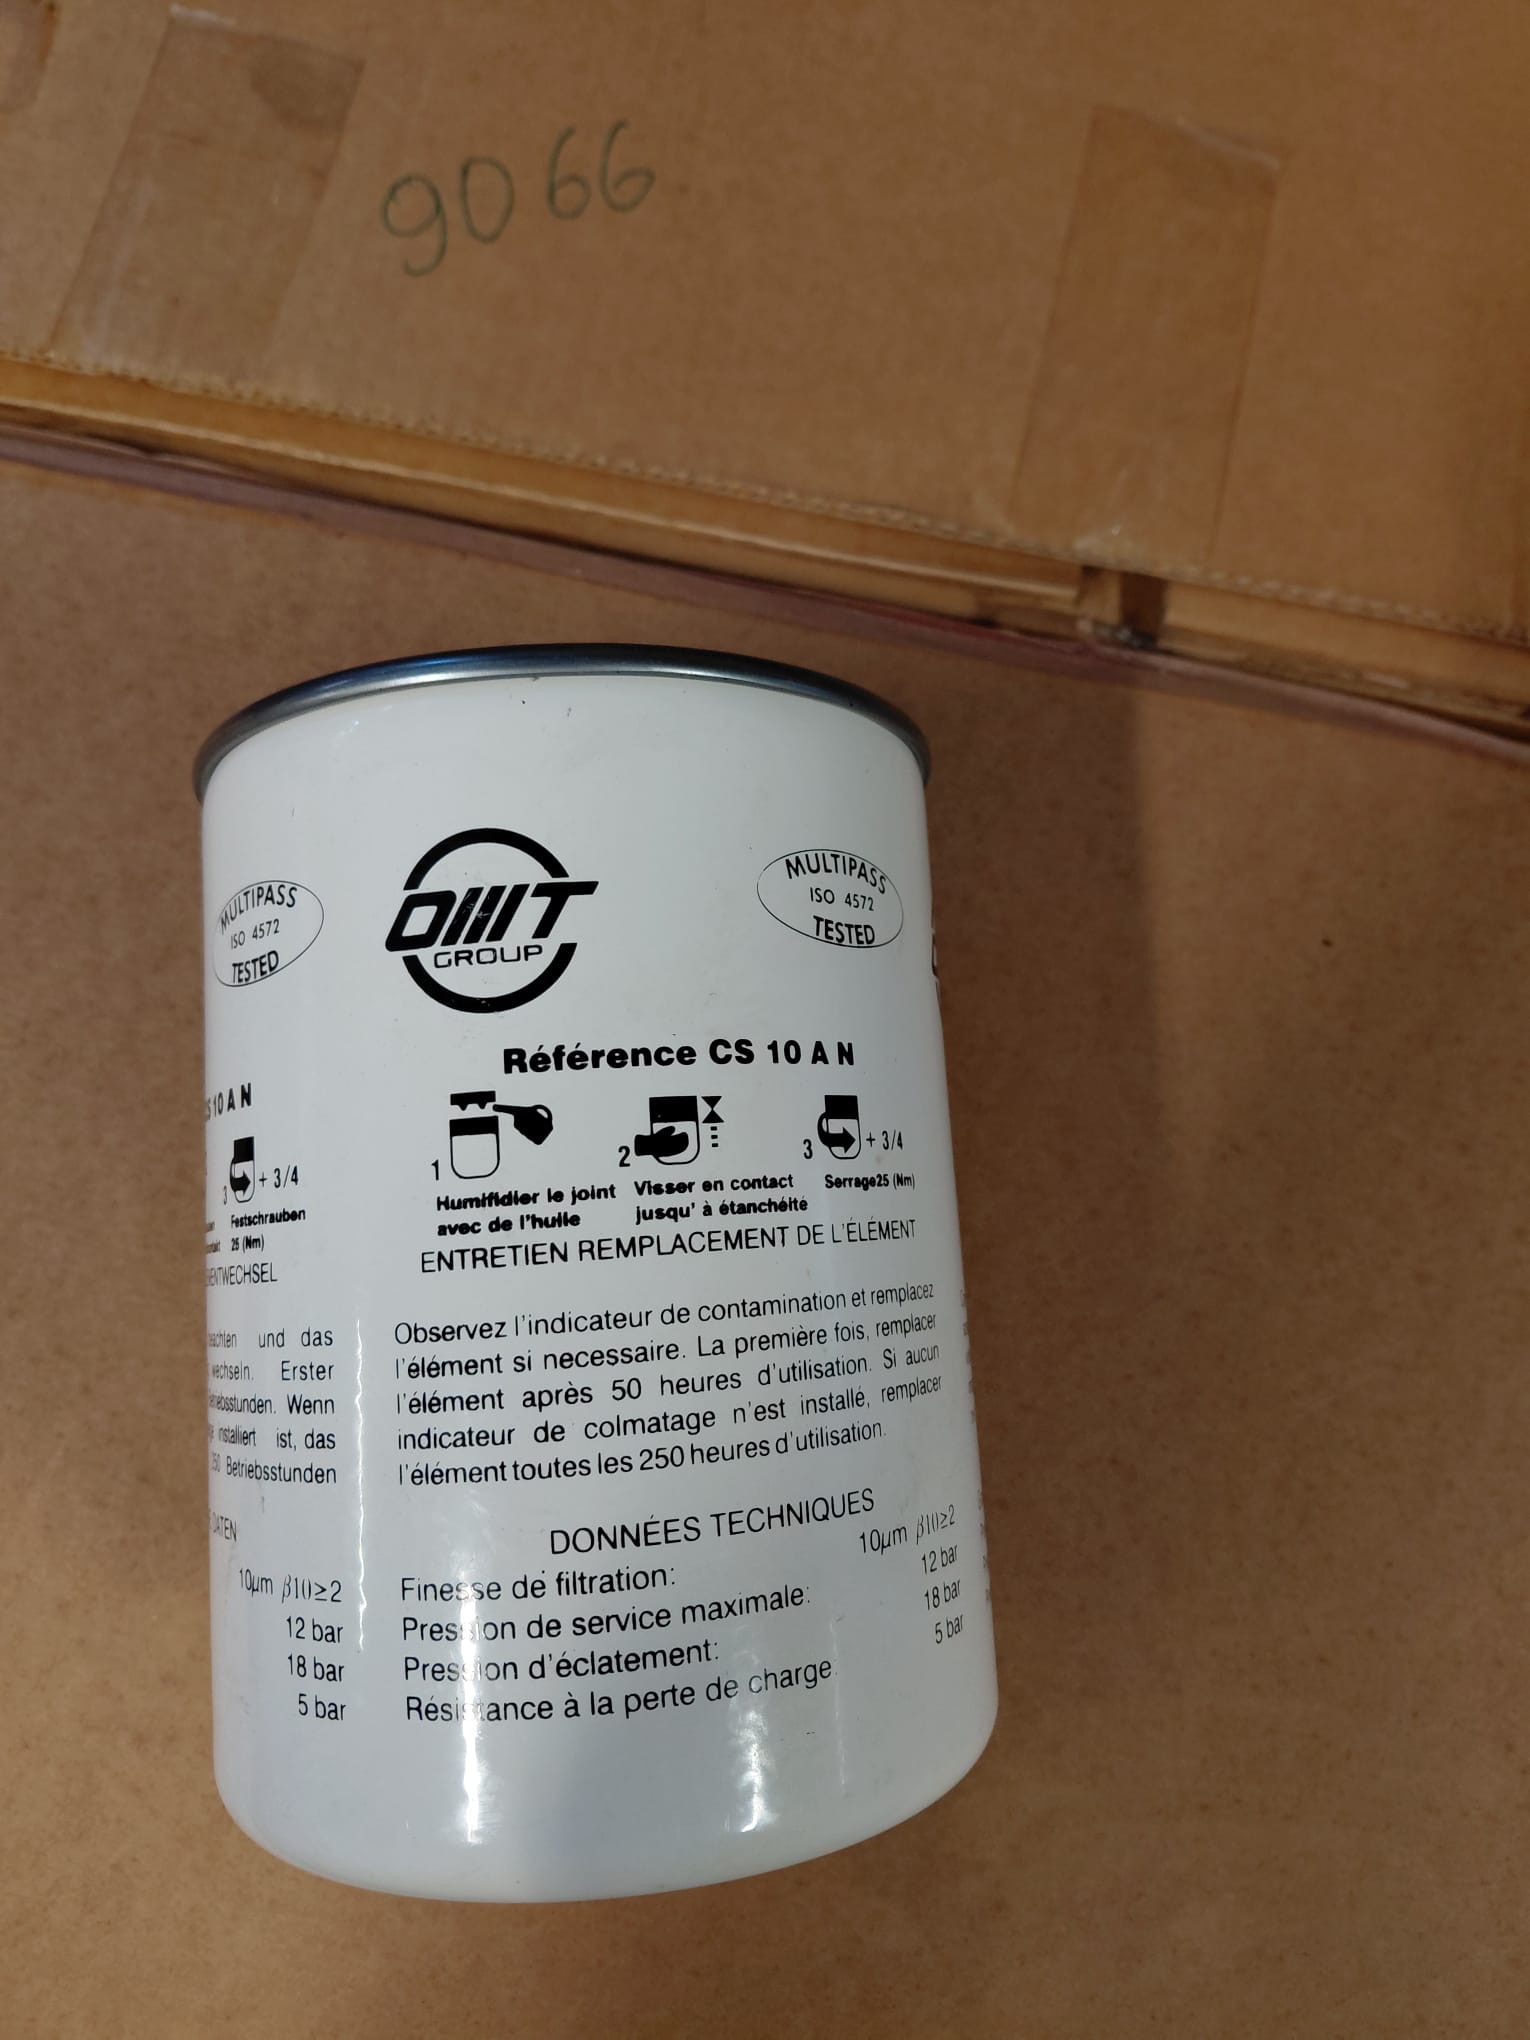 9066
MULTIPASS
ISO 4572
TESTED
OMT
GROUP
MULTIPASS
ISO 4572
TESTED
10 A N
3 + 3/4
Festschrauben
25 (Nm)
und das
wechseln. Erster
Wenn
installiert ist, das
250 Betriebsstunden
10µm β10≥2
12 bar
18 bar
5 bar
Référence CS 10 A N
1 2 3 + 3/4
Humifidier le joint Visser en contact Serrage25 (Nm)
avec de l'huile jusqu' à étanchéité
ENTRETIEN REMPLACEMENT DE L'ÉLÉMENT
Observez l'indicateur de contamination et remplacez
l'élément si necessaire. La première fois, remplacer
l'élément après 50 heures d'utilisation. Si aucun
indicateur de colmatage n'est installé, remplacer
l'élément toutes les 250 heures d'utilisation.
DONNÉES TECHNIQUES
Finesse de filtration: 10µm β10≥2
Pression de service maximale: 12 bar
Pression d'éclatement: 18 bar
Résistance à la perte de charge: 5 bar